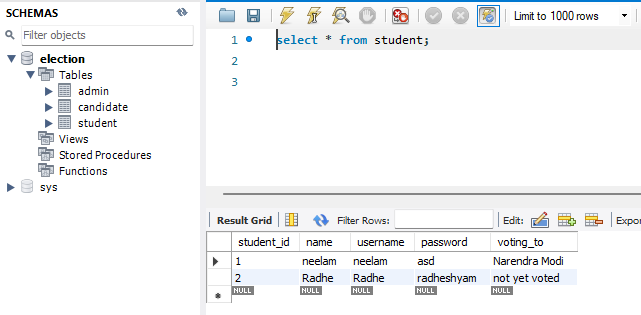 SCHEMAS
Filter objects
election
Tables
admin
candidate
student
Views
Stored Procedures
Functions
sys
Limit to 1000 rows
1 select * from student;
2
3
Result Grid Filter Rows: Edit: Expor
student_id name username password voting_to
1 neelam neelam asd Narendra Modi
2 Radhe Radhe radheshyam not yet voted
NULL NULL NULL NULL NULL